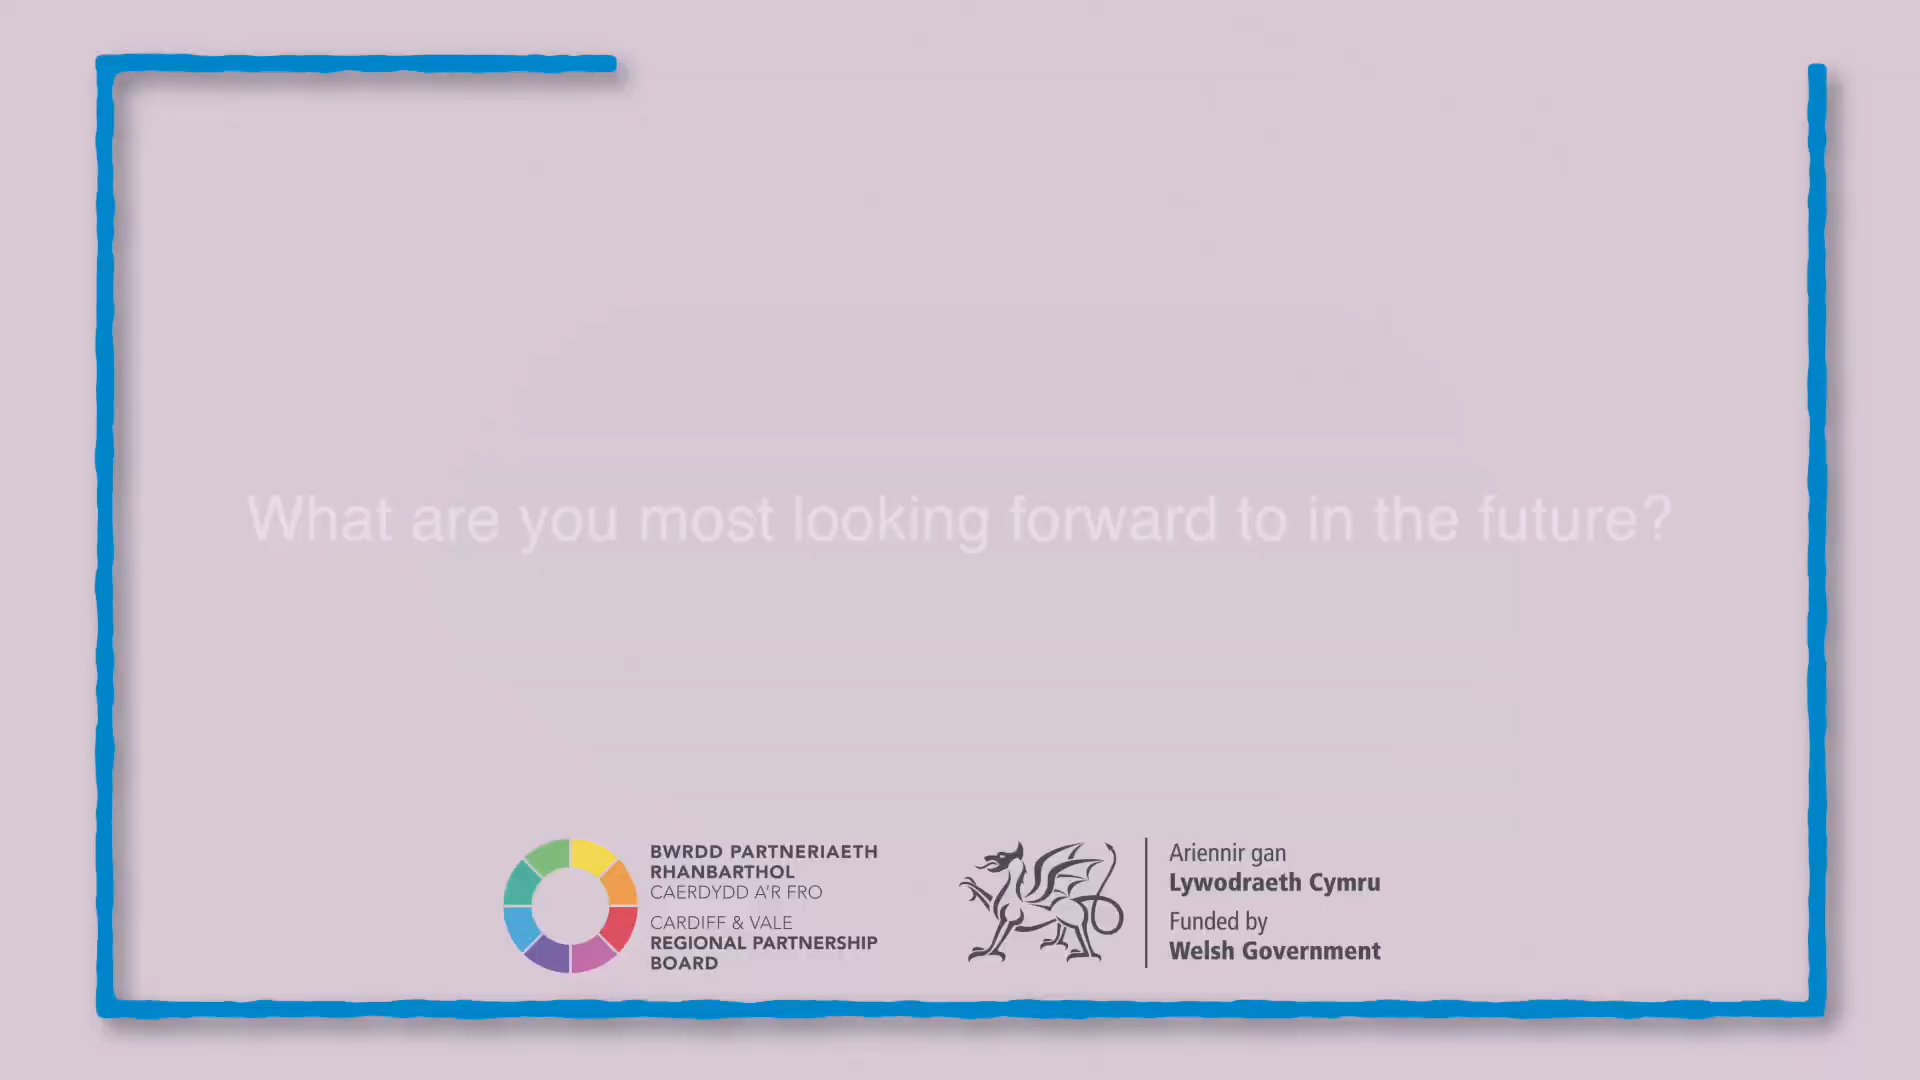 What are you most looking forward to in the future?
BWRDD PARTNERIAETH
RHANBARTHOL
CAERDYDD A'R FRO
CARDIFF & VALE
REGIONAL PARTNERSHIP
BOARD
Ariennir gan
Lywodraeth Cymru
Funded by
Welsh Government